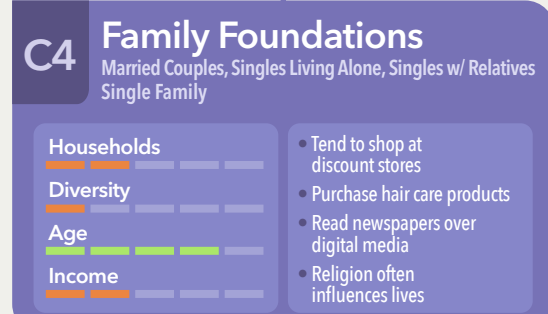 C4
Family Foundations
Married Couples, Singles Living Alone, Singles w/ Relatives
Single Family
Households
Diversity
Age
Income
• Tend to shop at
discount stores
• Purchase hair care products
• Read newspapers over
digital media
• Religion often
influences lives